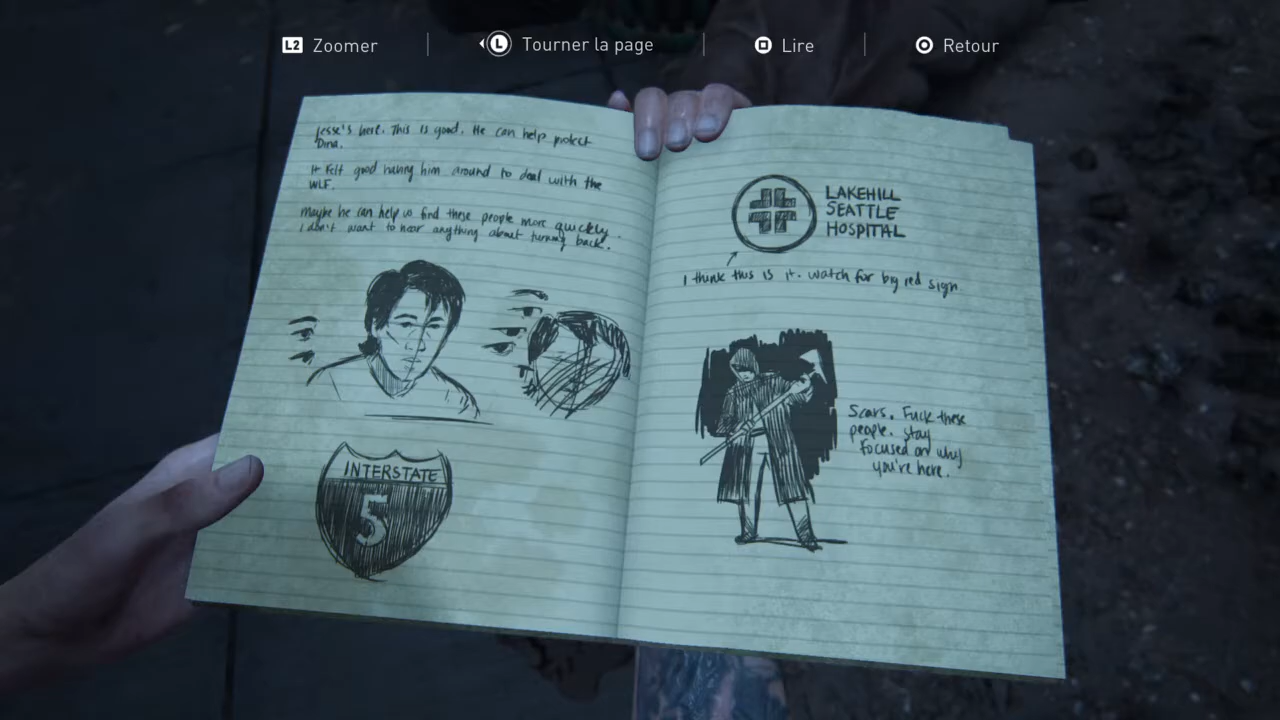 L2 Zoomer
L Tourner la page
Lire
Retour
Jesse's here. This is good. He can help protect
Dina.
It felt good having him around to deal with the
WLF.
Maybe he can help us find these people more quickly.
I don't want to hear anything about turning back.
INTERSTATE
5
LAKEHILL
SEATTLE
HOSPITAL
I think this is it. watch for big red sign
Scars. Fuck these
people. Stay
focused on why
you're here.